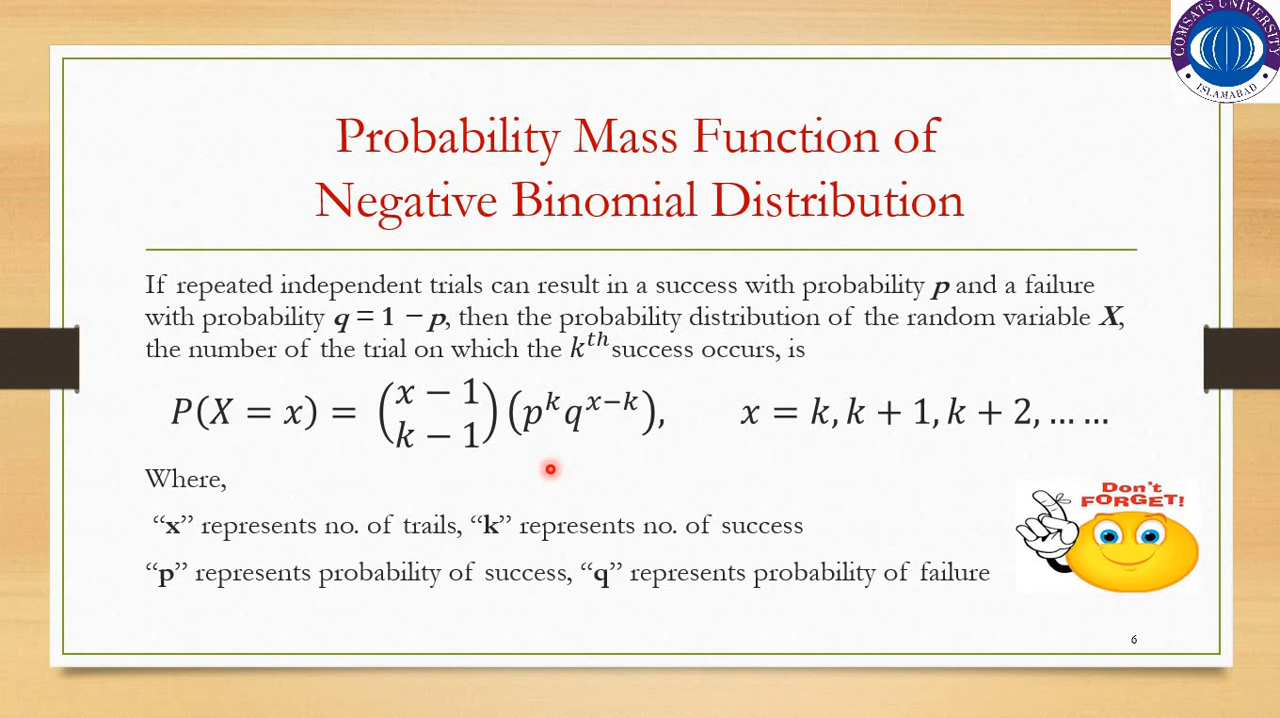 COMSATS UNIVERSITY
ISLAMABAD
Probability Mass Function of
Negative Binomial Distribution
If repeated independent trials can result in a success with probability p and a failure
with probability q = 1 − p, then the probability distribution of the random variable X,
the number of the trial on which the kᵗʰ success occurs, is
P(X = x) = (x − 1 k − 1)(pᵏqˣ⁻ᵏ), x = k, k + 1, k + 2, … …
Where,
“x” represents no. of trails, “k” represents no. of success
“p” represents probability of success, “q” represents probability of failure
Don't
FORGET!
6